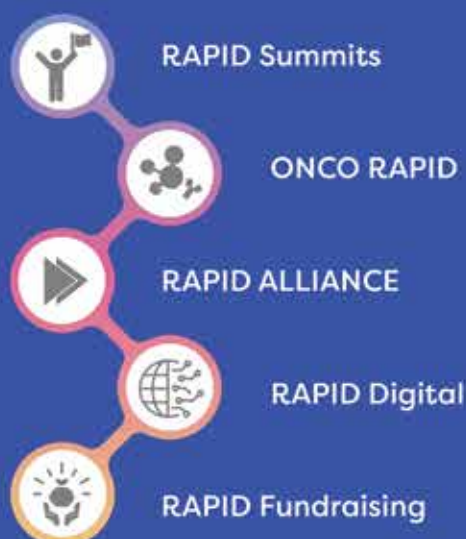 RAPID Summits
ONCO RAPID
RAPID ALLIANCE
RAPID Digital
RAPID Fundraising